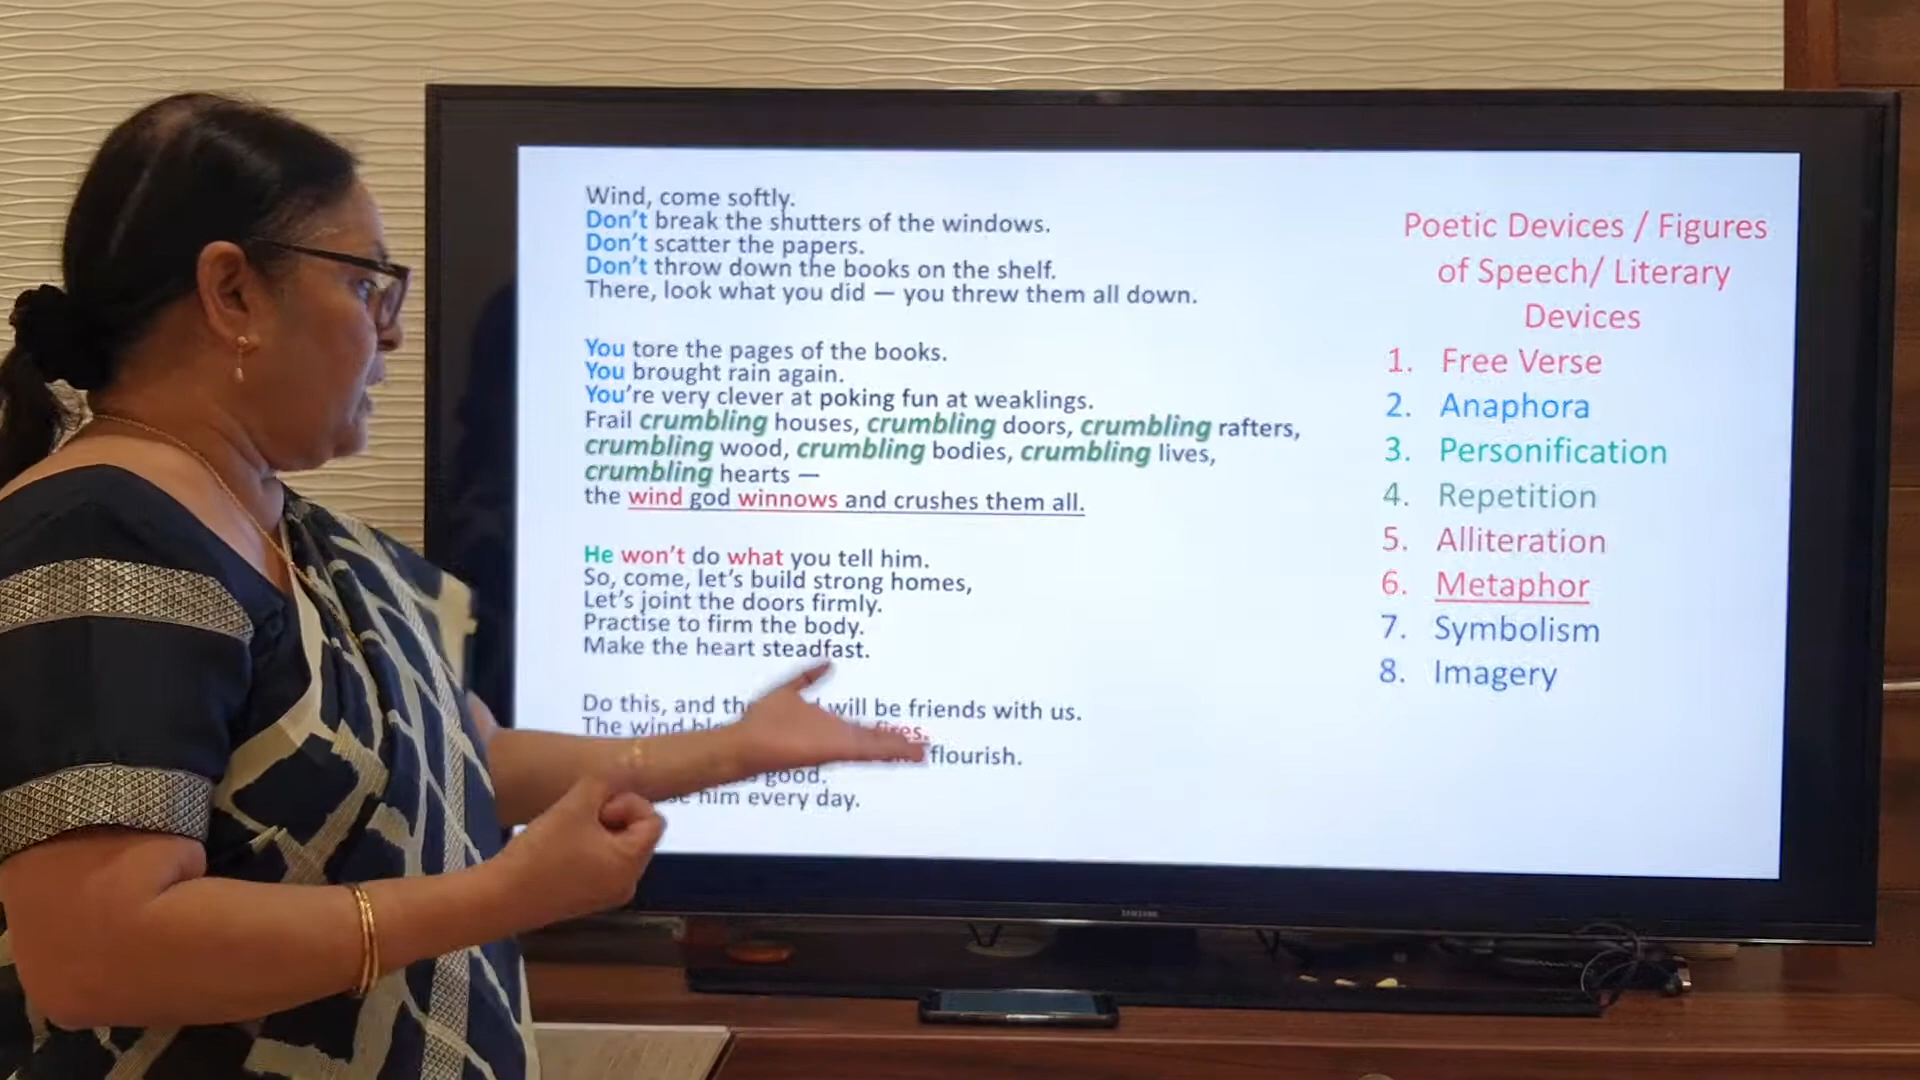 Wind, come softly.
Don't break the shutters of the windows.
Don't scatter the papers.
Don't throw down the books on the shelf.
There, look what you did — you threw them all down.
You tore the pages of the books.
You brought rain again.
You're very clever at poking fun at weaklings.
Frail crumbling houses, crumbling doors, crumbling rafters,
crumbling wood, crumbling bodies, crumbling lives,
crumbling hearts —
the wind god winnows and crushes them all.
He won't do what you tell him.
So, come, let's build strong homes,
Let's joint the doors firmly.
Practise to firm the body.
Make the heart steadfast.
Do this, and will be friends with us.
The wind
flourish.
good.
him every day.
Poetic Devices / Figures
of Speech/ Literary
Devices
1. Free Verse
2. Anaphora
3. Personification
4. Repetition
5. Alliteration
6. Metaphor
7. Symbolism
8. Imagery
SAMSUNG